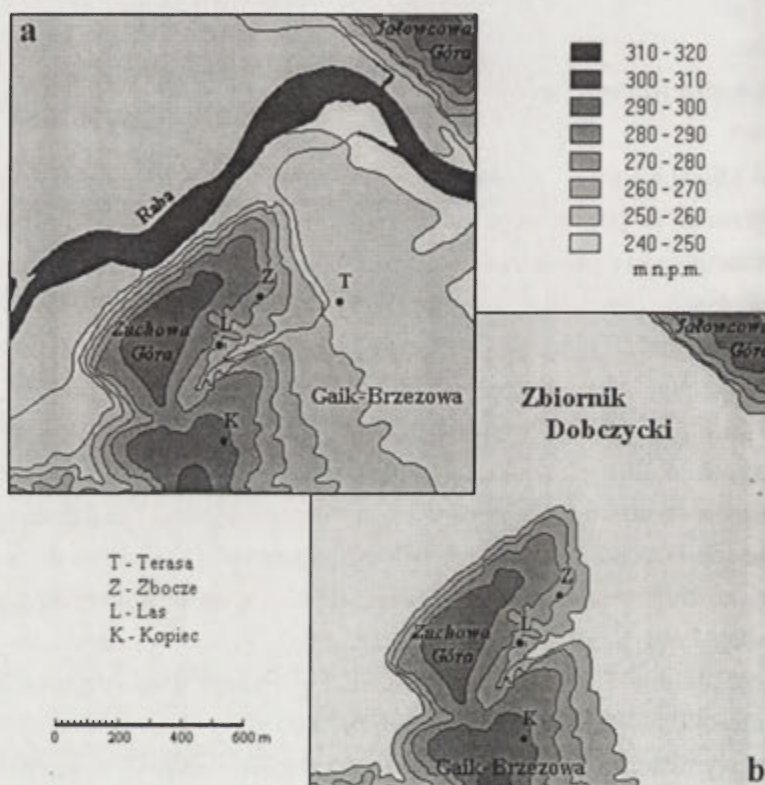 a
Jałowcowa
Góra
Raba
Z
T
L
Zuchowa
Góra
Gaik-Brzezowa
K
310 - 320
300 - 310
290 - 300
280 - 290
270 - 280
260 - 270
250 - 260
240 - 250
m n.p.m.
Jałowcowa
Góra
Zbiornik
Dobczycki
Z
L
Zuchowa
Góra
K
Gaik-Brzezowa
b
T - Terasa
Z - Zbocze
L - Las
K - Kopiec
0 200 400 600 m